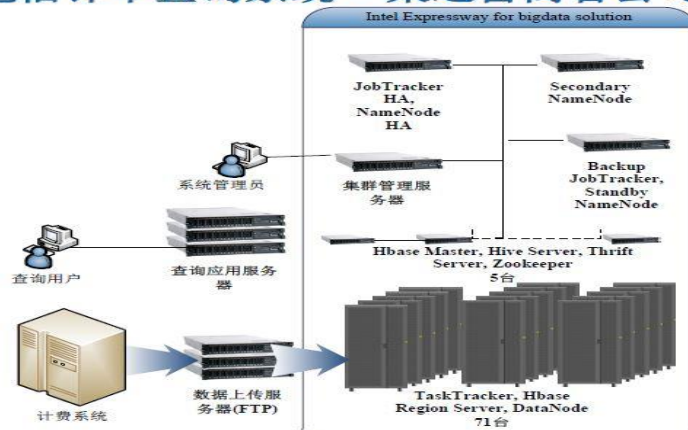 Intel Expressway for bigdata solution
JobTracker
HA,
NameNode
HA
Secondary
NameNode
系统管理员
集群管理服
务器
Backup
JobTracker,
Standby
NameNode
查询用户
查询应用服务
器
Hbase Master, Hive Server, Thrift
Server, Zookeeper
5台
计费系统
数据上传服
务器(FTP)
TaskTracker, Hbase
Region Server, DataNode
71台